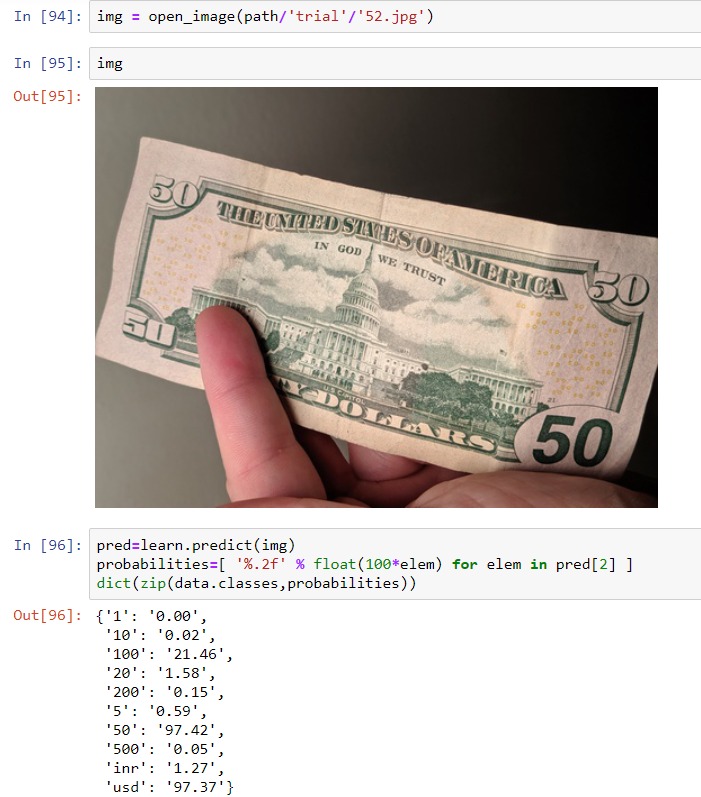 In [94]: img = open_image(path/'trial'/'52.jpg')
In [95]: img
Out[95]:
50
THE UNITED STATES OF AMERICA
50
IN GOD WE TRUST
50
U.S. CAPITOL
21
Y DOLLARS
50
In [96]: pred=learn.predict(img)
probabilities=[ '%.2f' % float(100*elem) for elem in pred[2] ]
dict(zip(data.classes,probabilities))
Out[96]: {'1': '0.00',
'10': '0.02',
'100': '21.46',
'20': '1.58',
'200': '0.15',
'5': '0.59',
'50': '97.42',
'500': '0.05',
'inr': '1.27',
'usd': '97.37'}